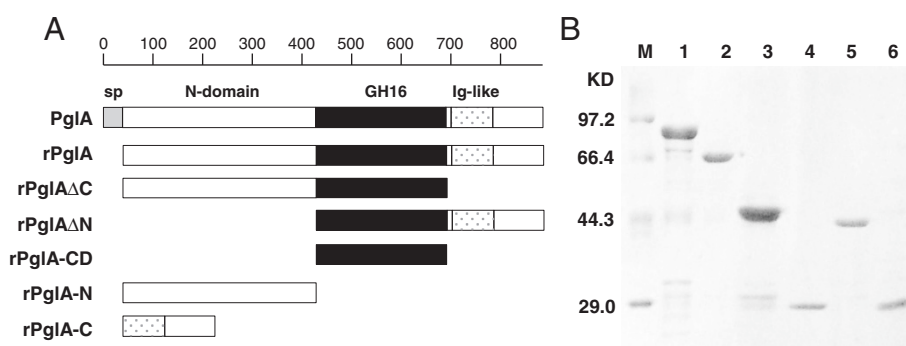 A
0 100 200 300 400 500 600 700 800
sp N-domain GH16 Ig-like
PglA
rPglA
rPglAΔC
rPglAΔN
rPglA-CD
rPglA-N
rPglA-C
B
M 1 2 3 4 5 6
KD
97.2
66.4
44.3
29.0